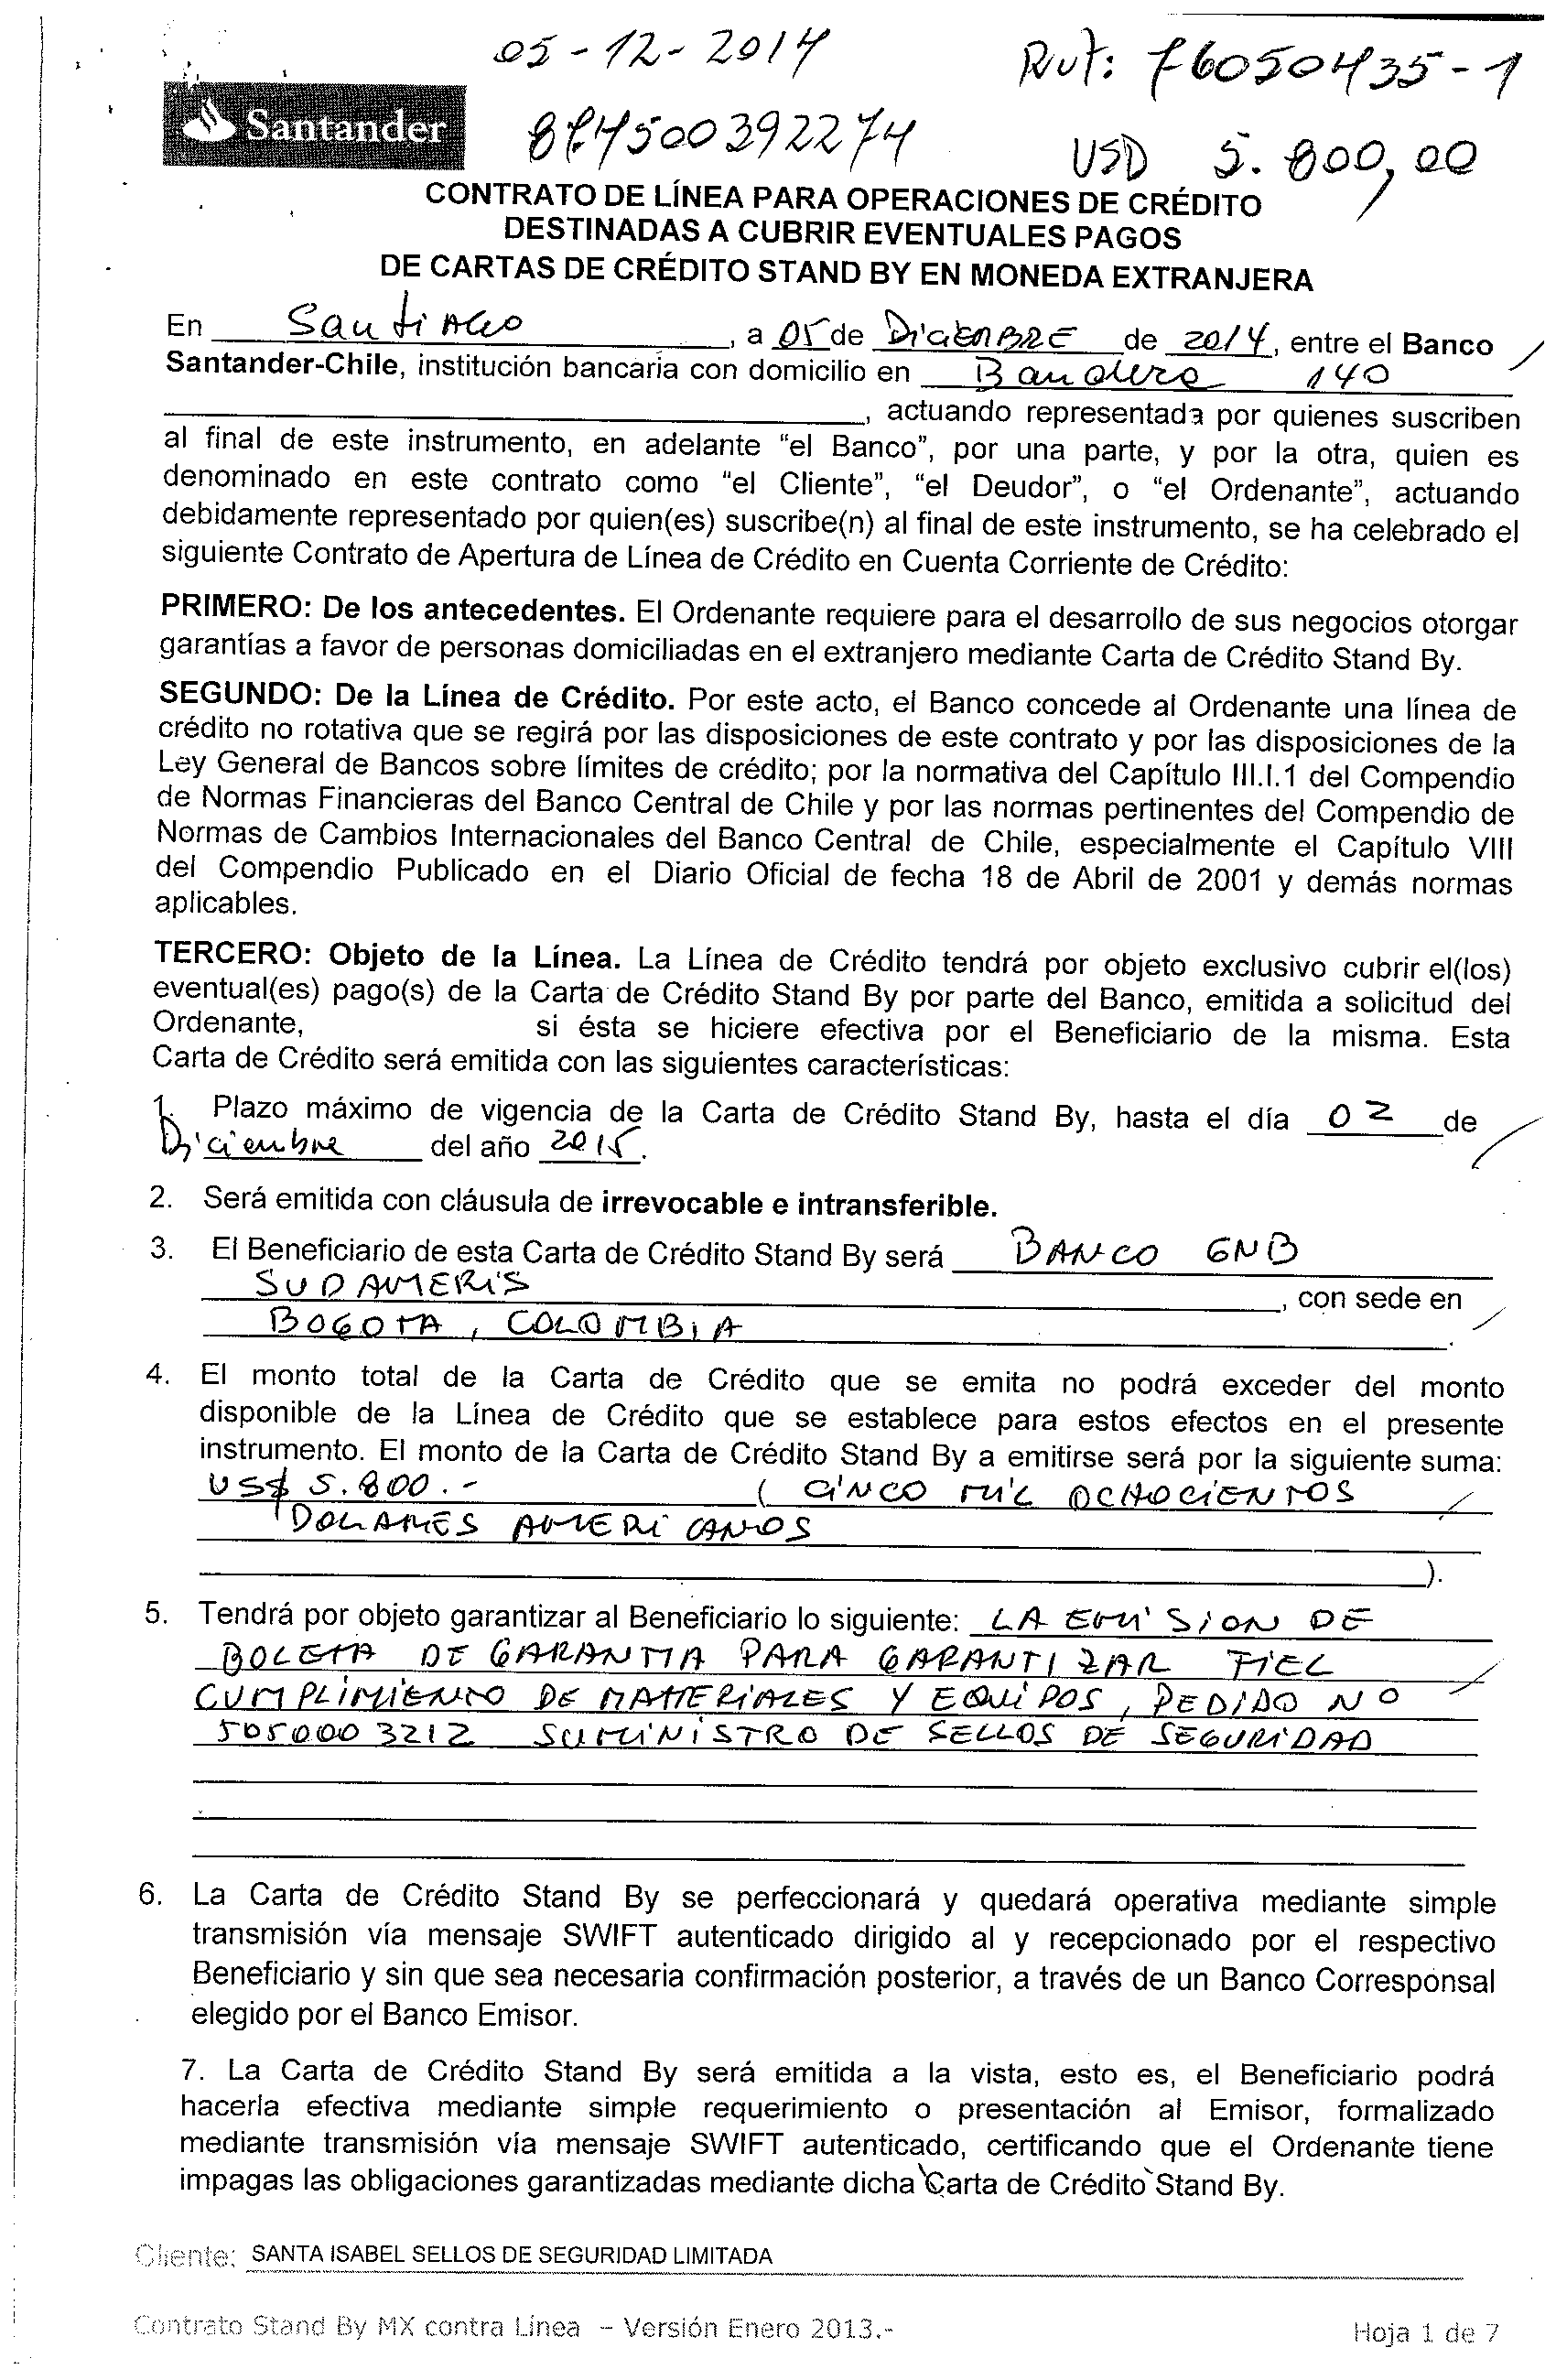 05-12-2014
Rut: 76050435-1
Santander
874500392274
USD 5.800,00
CONTRATO DE LÍNEA PARA OPERACIONES DE CRÉDITO
DESTINADAS A CUBRIR EVENTUALES PAGOS
DE CARTAS DE CRÉDITO STAND BY EN MONEDA EXTRANJERA
En Santiago, a 05 de Diciembre de 2014, entre el Banco
Santander-Chile, institución bancaria con domicilio en Bandera 140
, actuando representada por quienes suscriben
al final de este instrumento, en adelante “el Banco”, por una parte, y por la otra, quien es
denominado en este contrato como “el Cliente”, “el Deudor”, o “el Ordenante”, actuando
debidamente representado por quien(es) suscribe(n) al final de este instrumento, se ha celebrado el
siguiente Contrato de Apertura de Línea de Crédito en Cuenta Corriente de Crédito:
PRIMERO: De los antecedentes. El Ordenante requiere para el desarrollo de sus negocios otorgar
garantías a favor de personas domiciliadas en el extranjero mediante Carta de Crédito Stand By.
SEGUNDO: De la Línea de Crédito. Por este acto, el Banco concede al Ordenante una línea de
crédito no rotativa que se regirá por las disposiciones de este contrato y por las disposiciones de la
Ley General de Bancos sobre límites de crédito; por la normativa del Capítulo III.I.1 del Compendio
de Normas Financieras del Banco Central de Chile y por las normas pertinentes del Compendio de
Normas de Cambios Internacionales del Banco Central de Chile, especialmente el Capítulo VIII
del Compendio Publicado en el Diario Oficial de fecha 18 de Abril de 2001 y demás normas
aplicables.
TERCERO: Objeto de la Línea. La Línea de Crédito tendrá por objeto exclusivo cubrir el(los)
eventual(es) pago(s) de la Carta de Crédito Stand By por parte del Banco, emitida a solicitud del
Ordenante, si ésta se hiciere efectiva por el Beneficiario de la misma. Esta
Carta de Crédito será emitida con las siguientes características:
1. Plazo máximo de vigencia de la Carta de Crédito Stand By, hasta el día 02 de
Diciembre del año 2015.
2. Será emitida con cláusula de irrevocable e intransferible.
3. El Beneficiario de esta Carta de Crédito Stand By será BANCO GNB
SUDAMERIS, con sede en
BOGOTA, COLOMBIA.
4. El monto total de la Carta de Crédito que se emita no podrá exceder del monto
disponible de la Línea de Crédito que se establece para estos efectos en el presente
instrumento. El monto de la Carta de Crédito Stand By a emitirse será por la siguiente suma:
US$ 5.800.- (CINCO MIL OCHOCIENTOS
DOLARES AMERICANOS
).
5. Tendrá por objeto garantizar al Beneficiario lo siguiente: LA EMISION DE
BOLETA DE GARANTIA PARA GARANTIZAR FIEL
CUMPLIMIENTO DE MATERIALES Y EQUIPOS, PEDIDO Nº
5050003212 SUMINISTRO DE SELLOS DE SEGURIDAD
6. La Carta de Crédito Stand By se perfeccionará y quedará operativa mediante simple
transmisión vía mensaje SWIFT autenticado dirigido al y recepcionado por el respectivo
Beneficiario y sin que sea necesaria confirmación posterior, a través de un Banco Corresponsal
elegido por el Banco Emisor.
7. La Carta de Crédito Stand By será emitida a la vista, esto es, el Beneficiario podrá
hacerla efectiva mediante simple requerimiento o presentación al Emisor, formalizado
mediante transmisión vía mensaje SWIFT autenticado, certificando que el Ordenante tiene
impagas las obligaciones garantizadas mediante dicha Carta de Crédito Stand By.
Cliente: SANTA ISABEL SELLOS DE SEGURIDAD LIMITADA
Contrato Stand By MX contra Línea – Versión Enero 2013.-
Hoja 1 de 7